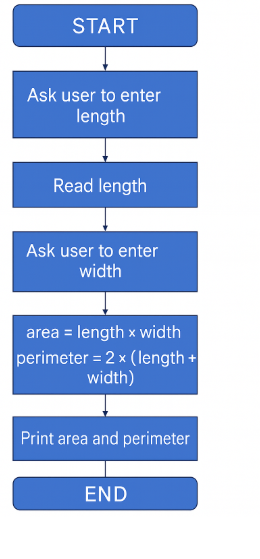 START
Ask user to enter
length
Read length
Ask user to enter
width
area = length × width
perimeter = 2 × (length +
width)
Print area and perimeter
END